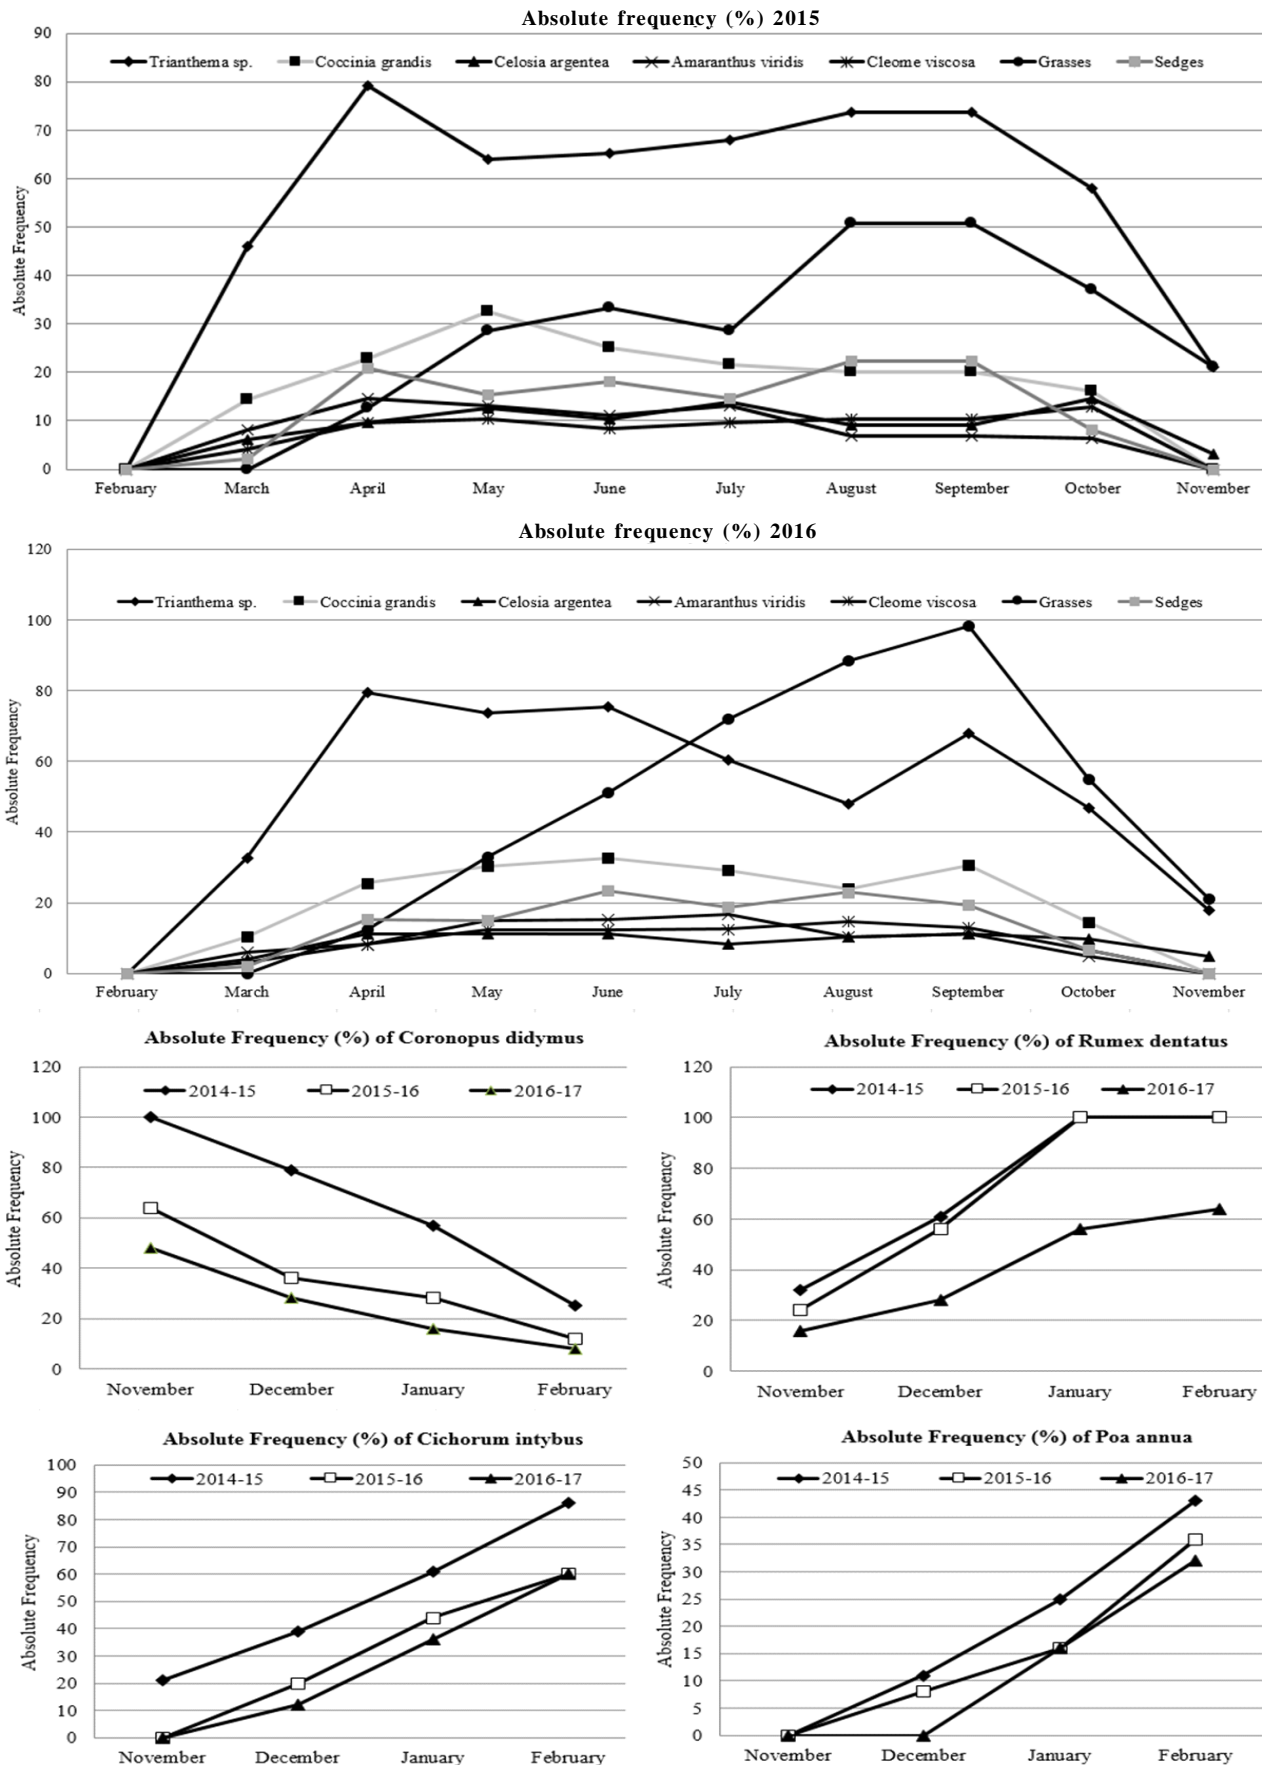 Absolute frequency (%) 2015
90
80
70
60
50
40
30
20
10
0
Absolute Frequency
Trianthema sp. Coccinia grandis Celosia argentea Amaranthus viridis Cleome viscosa Grasses Sedges
February March April May June July August September October November
Absolute frequency (%) 2016
120
100
80
60
40
20
0
Absolute Frequency
Trianthema sp. Coccinia grandis Celosia argentea Amaranthus viridis Cleome viscosa Grasses Sedges
February March April May June July August September October November
Absolute Frequency (%) of Coronopus didymus
120
100
80
60
40
20
0
Absolute Frequency
2014-15 2015-16 2016-17
November December January February
Absolute Frequency (%) of Rumex dentatus
120
100
80
60
40
20
0
Absolute Frequency
2014-15 2015-16 2016-17
November December January February
Absolute Frequency (%) of Cichorum intybus
100
90
80
70
60
50
40
30
20
10
0
Absolute Frequency
2014-15 2015-16 2016-17
November December January February
Absolute Frequency (%) of Poa annua
50
45
40
35
30
25
20
15
10
5
0
Absolute Frequency
2014-15 2015-16 2016-17
November December January February